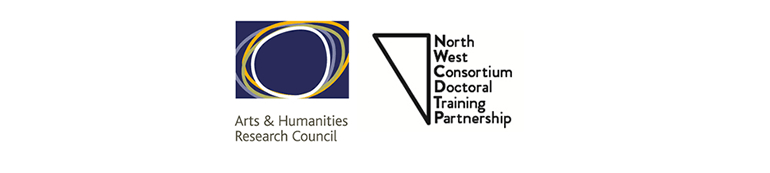 Arts & Humanities
Research Council
North
West
Consortium
Doctoral
Training
Partnership